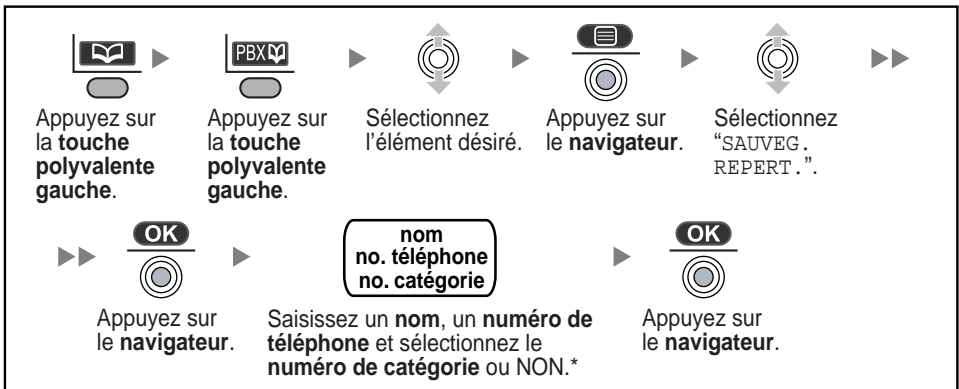 PBX
Appuyez sur
la touche
polyvalente
gauche.
Appuyez sur
la touche
polyvalente
gauche.
Sélectionnez
l'élément désiré.
Appuyez sur
le navigateur.
Sélectionnez
“SAUVEG.
REPERT.”.
OK
Appuyez sur
le navigateur.
nom
no. téléphone
no. catégorie
Saisissez un nom, un numéro de
téléphone et sélectionnez le
numéro de catégorie ou NON.*
OK
Appuyez sur
le navigateur.